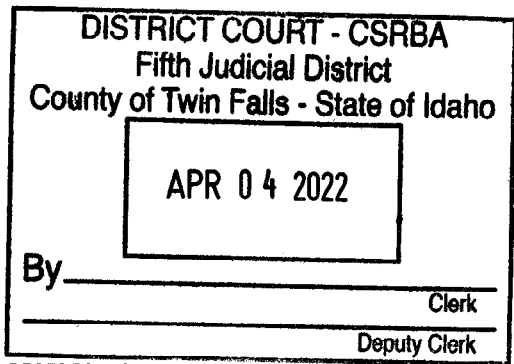 DISTRICT COURT - CSRBA
Fifth Judicial District
County of Twin Falls - State of Idaho
APR 04 2022
By
Clerk
Deputy Clerk